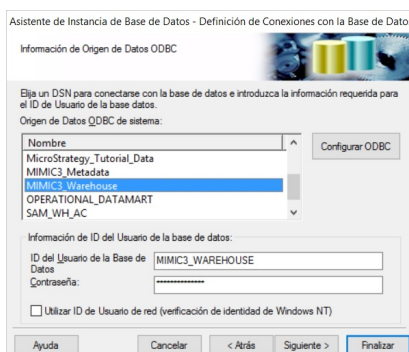 Asistente de Instancia de Base de Datos - Definición de Conexiones con la Base de Dato
Información de Origen de Datos ODBC
Elija un DSN para conectarse con la base de datos e introduzca la información requerida para
el ID de Usuario de la base datos.
Origen de Datos ODBC de sistema:
Nombre
Configurar ODBC
MicroStrategy_Tutorial_Data
MIMIC3_Metadata
MIMIC3_Warehouse
OPERATIONAL_DATAMART
SAM_WH_AC
Información de ID del Usuario de la base de datos:
ID del Usuario de la Base de
Datos
MIMIC3_WAREHOUSE
Contraseña:
****************
Utilizar ID de Usuario de red (verificación de identidad de Windows NT)
Ayuda Cancelar < Atrás Siguiente > Finalizar